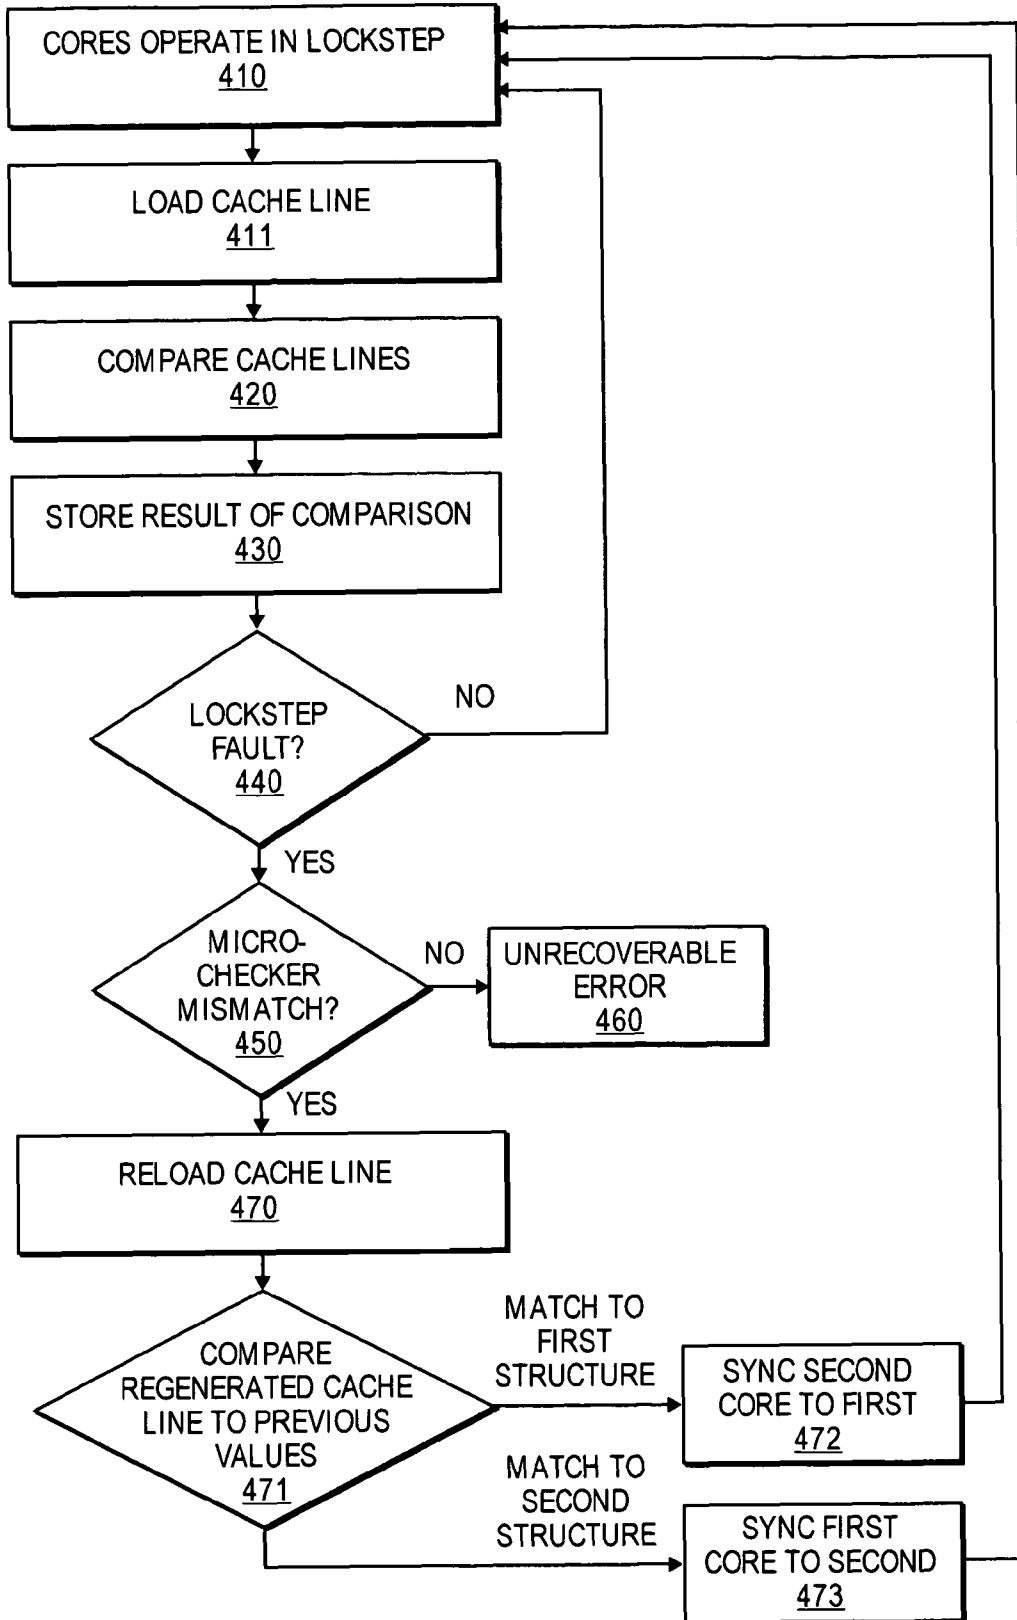 CORES OPERATE IN LOCKSTEP
410
LOAD CACHE LINE
411
COMPARE CACHE LINES
420
STORE RESULT OF COMPARISON
430
LOCKSTEP
FAULT?
440
NO
YES
MICRO-
CHECKER
MISMATCH?
450
NO
UNRECOVERABLE
ERROR
460
YES
RELOAD CACHE LINE
470
COMPARE
REGENERATED CACHE
LINE TO PREVIOUS
VALUES
471
MATCH TO
FIRST
STRUCTURE
SYNC SECOND
CORE TO FIRST
472
MATCH TO
SECOND
STRUCTURE
SYNC FIRST
CORE TO SECOND
473